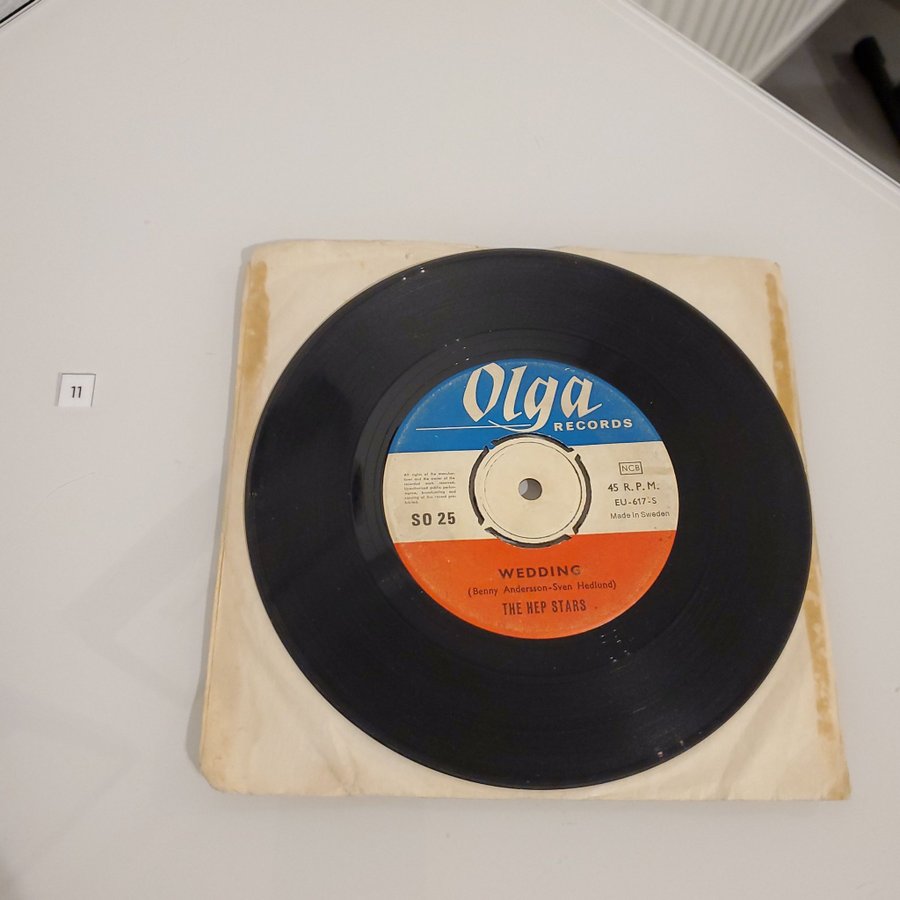 11
Olga
RECORDS
NCB
45 R.P.M.
EU-617-S
Made in Sweden
SO 25
WEDDING
(Benny Andersson-Sven Hedlund)
THE HEP STARS